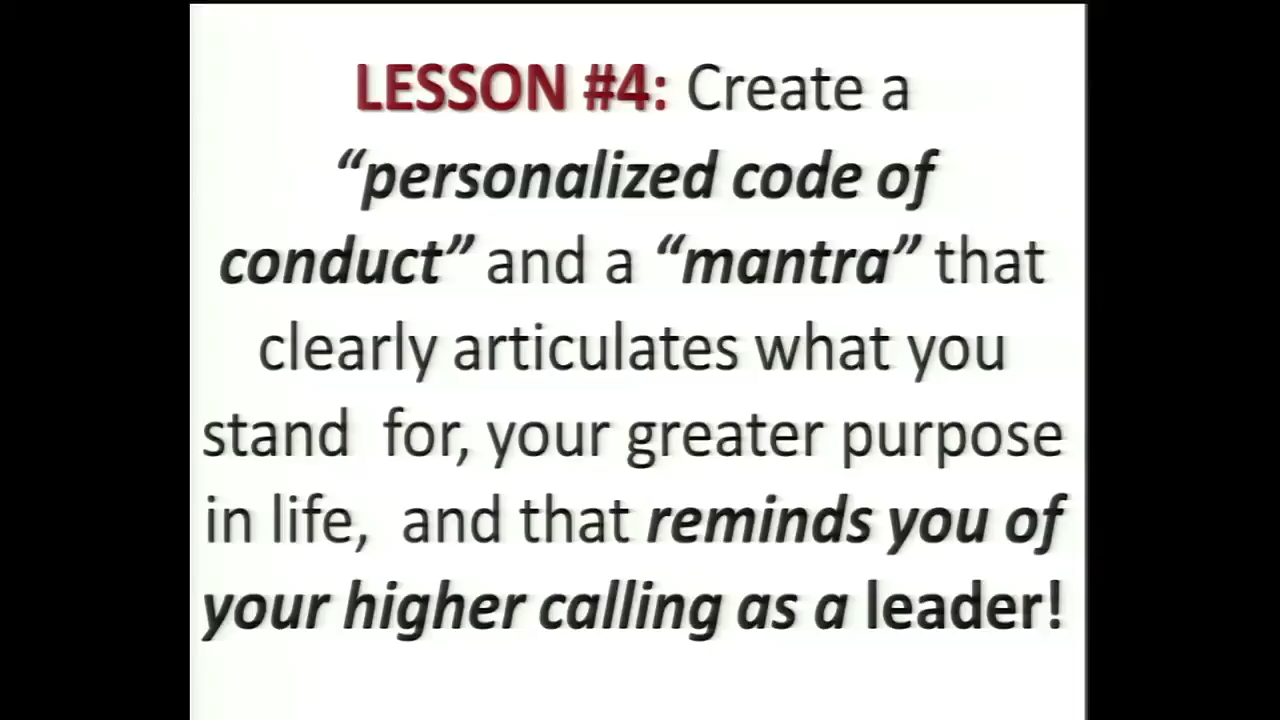 LESSON #4: Create a
“personalized code of
conduct” and a “mantra” that
clearly articulates what you
stand  for, your greater purpose
in life,  and that reminds you of
your higher calling as a leader!